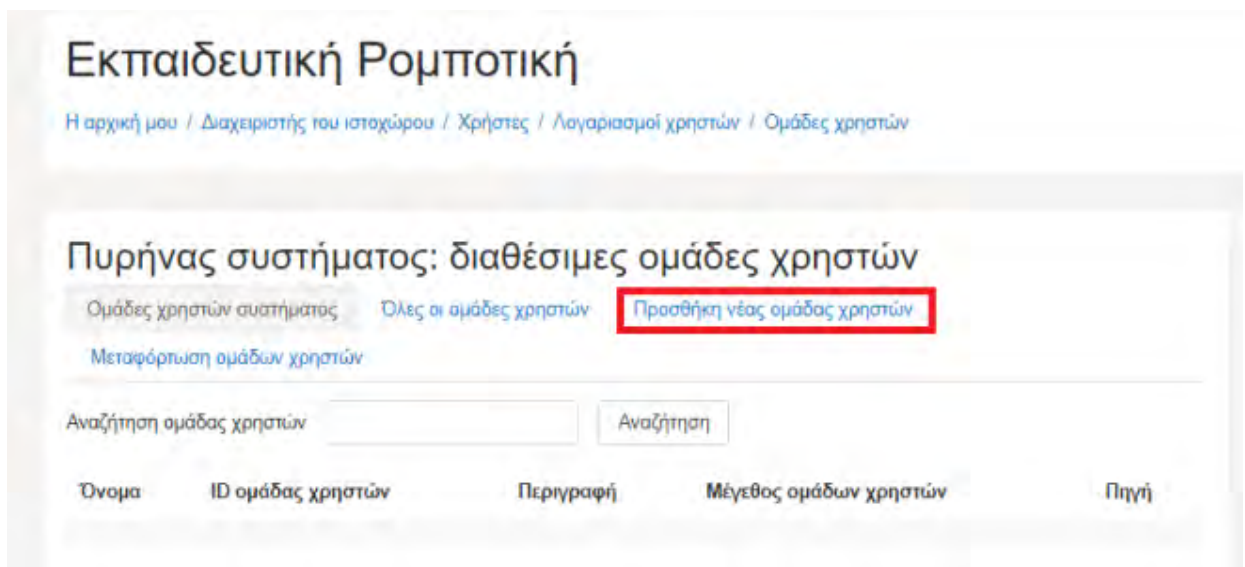 Εκπαιδευτική Ρομποτική
Η αρχική μου / Διαχειριστής του ιστοχώρου / Χρήστες / Λογαριασμοί χρηστών / Ομάδες χρηστών
Πυρήνας συστήματος: διαθέσιμες ομάδες χρηστών
Ομάδες χρηστών συστήματος Όλες οι ομάδες χρηστών Προσθήκη νέας ομάδας χρηστών
Μεταφόρτωση ομάδων χρηστών
Αναζήτηση ομάδας χρηστών Αναζήτηση
Όνομα ID ομάδας χρηστών Περιγραφή Μέγεθος ομάδων χρηστών Πηγή